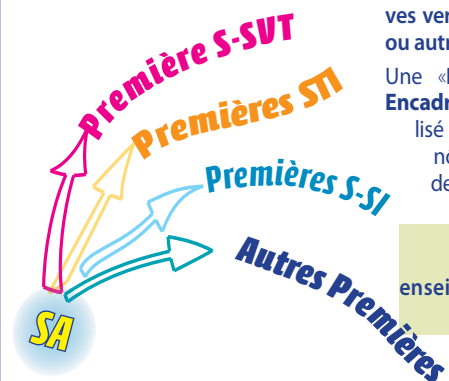 Première S-SVT
Premières STI
Premières S-SI
Autres Premières
SA
ves ver
ou autr
Une «
Encadr
lisé
no
de
ensei